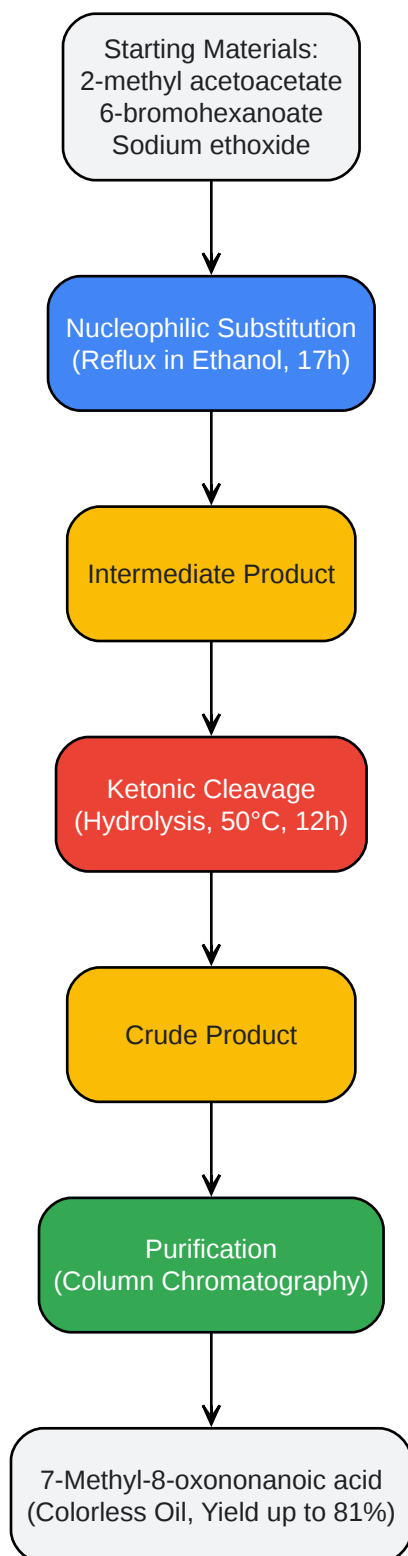 Starting Materials:
2-methyl acetoacetate
6-bromohexanoate
Sodium ethoxide
Nucleophilic Substitution
(Reflux in Ethanol, 17h)
Intermediate Product
Ketonic Cleavage
(Hydrolysis, 50°C, 12h)
Crude Product
Purification
(Column Chromatography)
7-Methyl-8-oxononanoic acid
(Colorless Oil, Yield up to 81%)